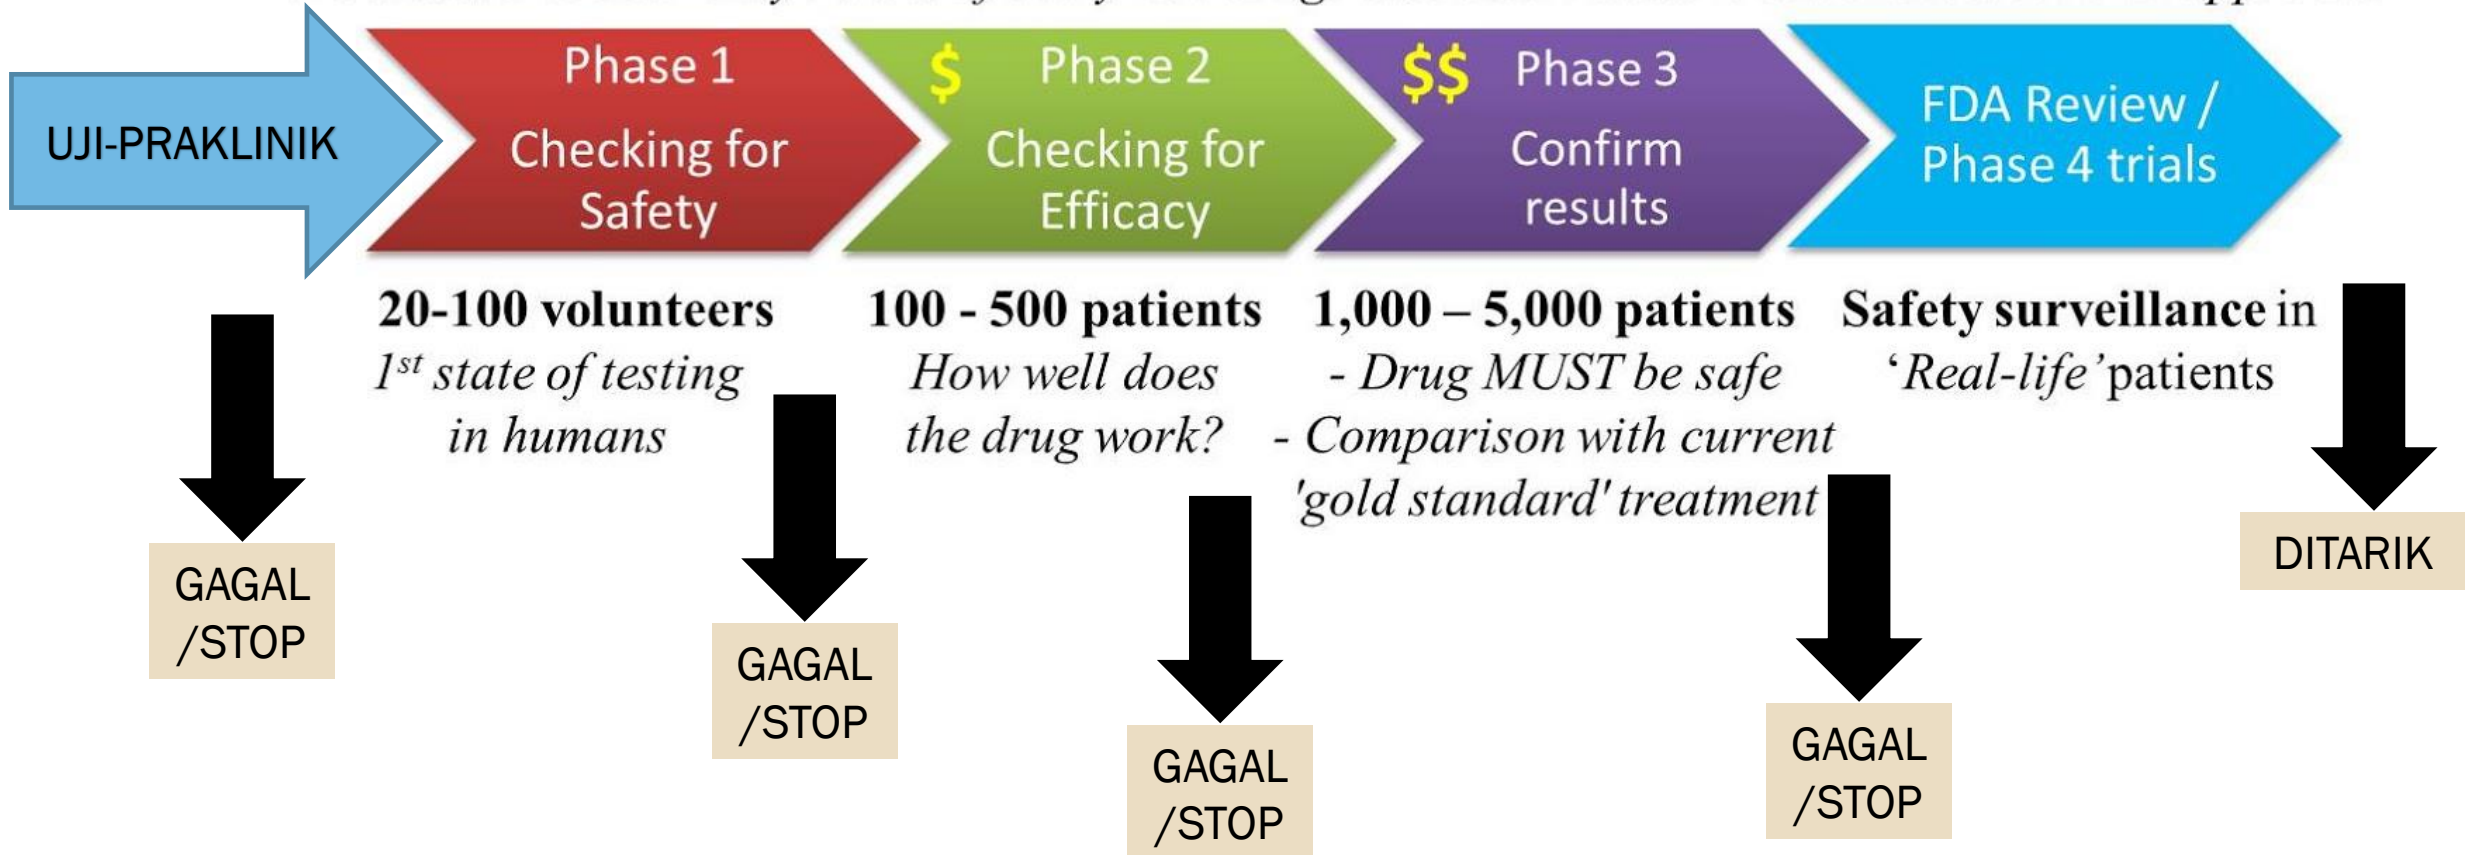 UJI-PRAKLINIK
Phase 1
Checking for
Safety
$ Phase 2
Checking for
Efficacy
$$ Phase 3
Confirm
results
FDA Review /
Phase 4 trials
20-100 volunteers
1st state of testing
in humans
100 - 500 patients
How well does
the drug work?
1,000 – 5,000 patients
- Drug MUST be safe
- Comparison with current
'gold standard' treatment
Safety surveillance in
‘Real-life’ patients
GAGAL
/STOP
GAGAL
/STOP
GAGAL
/STOP
GAGAL
/STOP
DITARIK